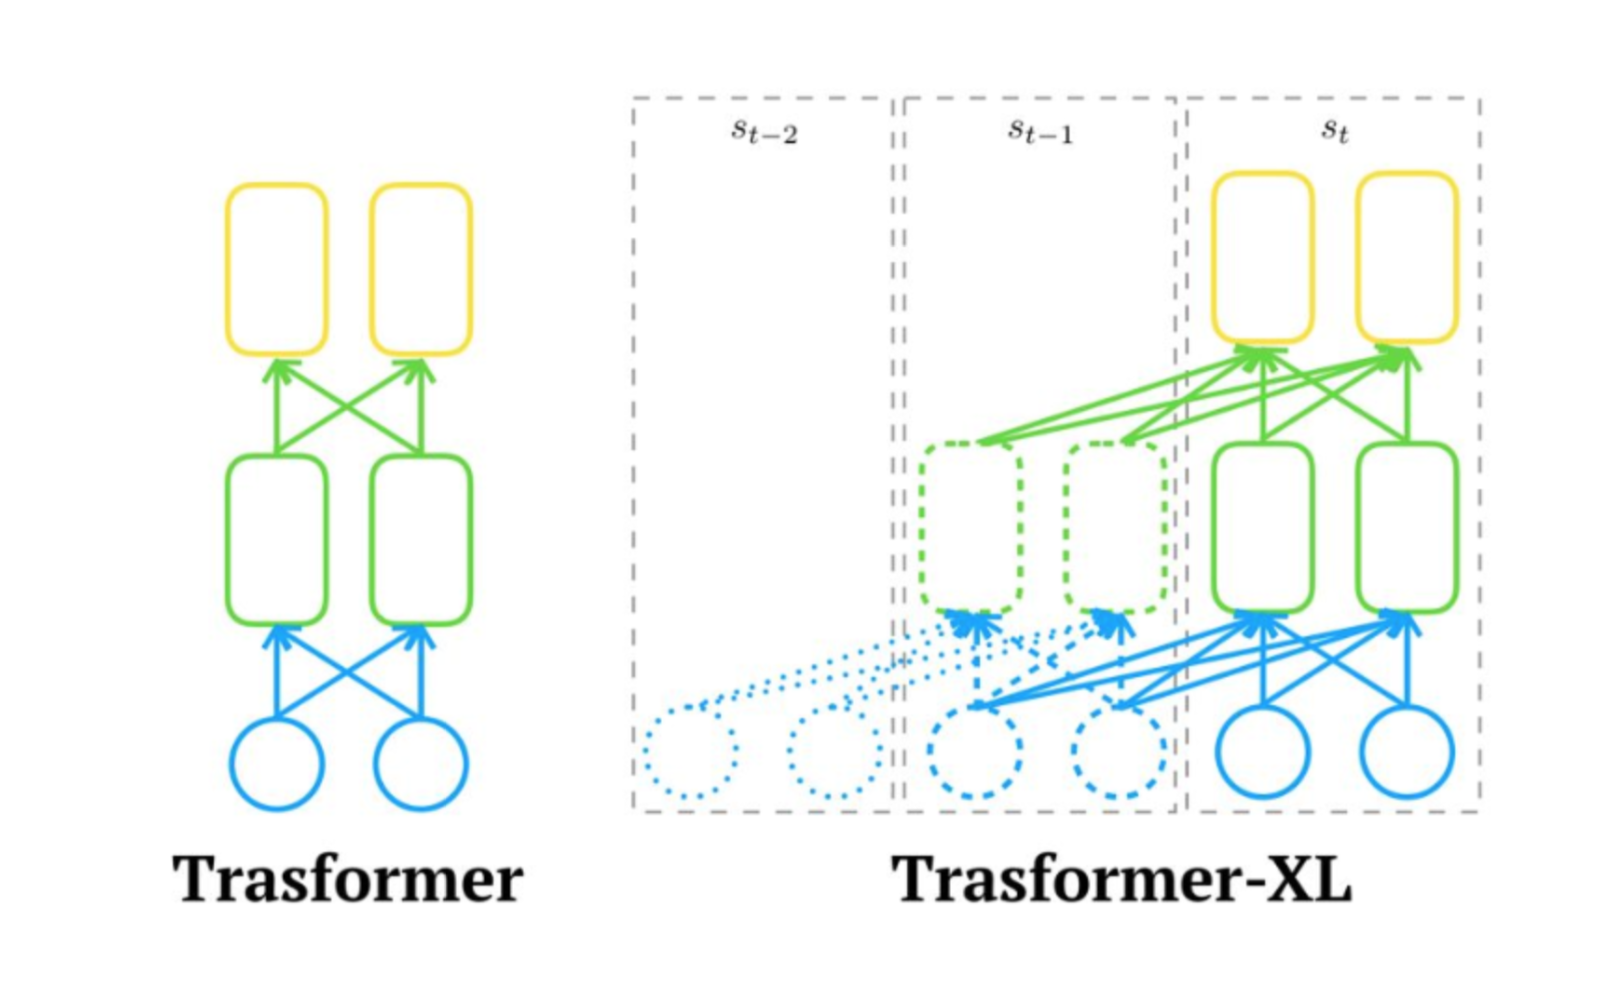 s_{t-2} s_{t-1} s_t
Trasformer Trasformer-XL